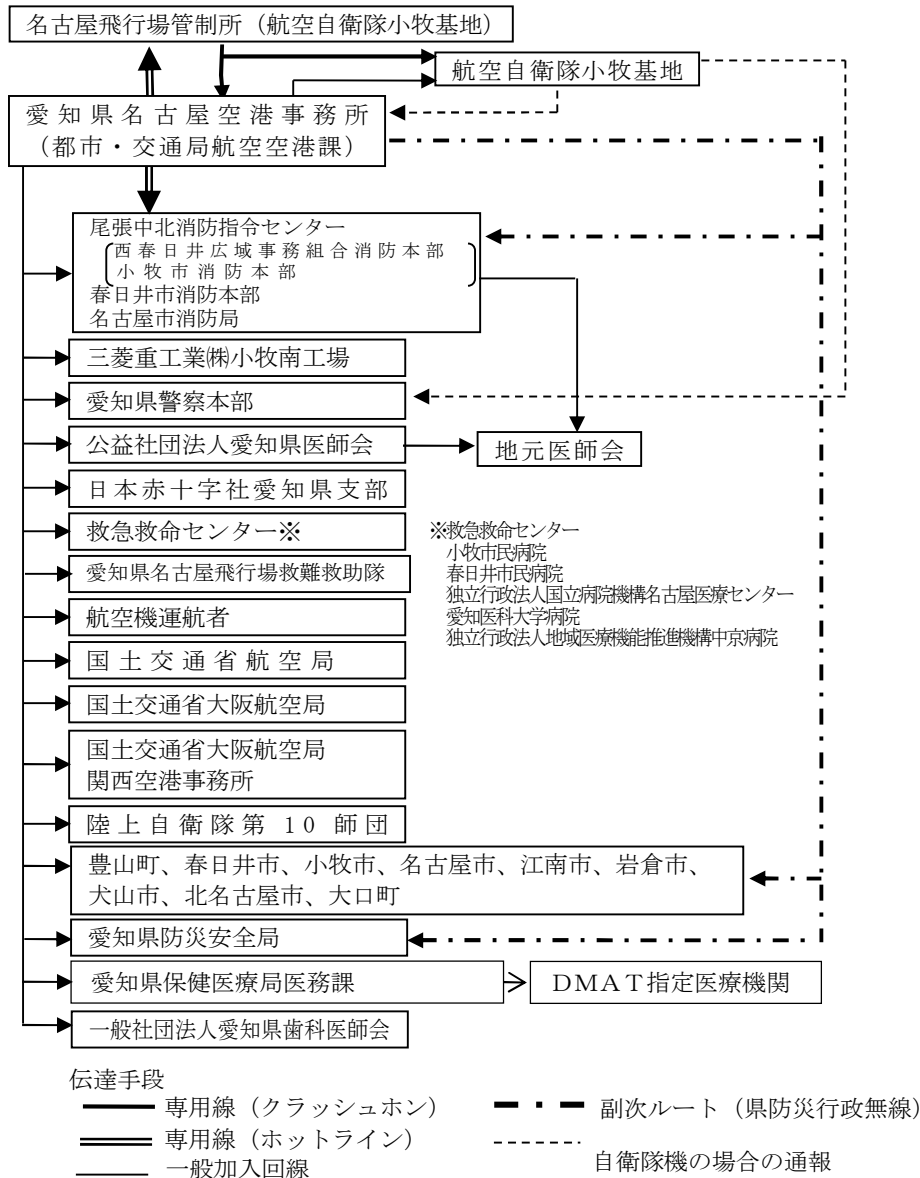 名古屋飛行場管制所（航空自衛隊小牧基地）
航空自衛隊小牧基地
愛知県名古屋空港事務所
（都市・交通局航空空港課）
尾張中北消防指令センター
西春日井広域事務組合消防本部
小牧市消防本部
春日井市消防本部
名古屋市消防局
三菱重工業㈱小牧南工場
愛知県警察本部
公益社団法人愛知県医師会
地元医師会
日本赤十字社愛知県支部
救急救命センター※
※救急救命センター
小牧市民病院
春日井市民病院
独立行政法人国立病院機構名古屋医療センター
愛知医科大学病院
独立行政法人地域医療機能推進機構中京病院
愛知県名古屋飛行場救難救助隊
航空機運航者
国土交通省航空局
国土交通省大阪航空局
国土交通省大阪航空局
関西空港事務所
陸上自衛隊第10師団
豊山町、春日井市、小牧市、名古屋市、江南市、岩倉市、
犬山市、北名古屋市、大口町
愛知県防災安全局
愛知県保健医療局医務課
ＤＭＡＴ指定医療機関
一般社団法人愛知県歯科医師会
伝達手段
専用線（クラッシュホン）
専用線（ホットライン）
一般加入回線
副次ルート（県防災行政無線）
自衛隊機の場合の通報